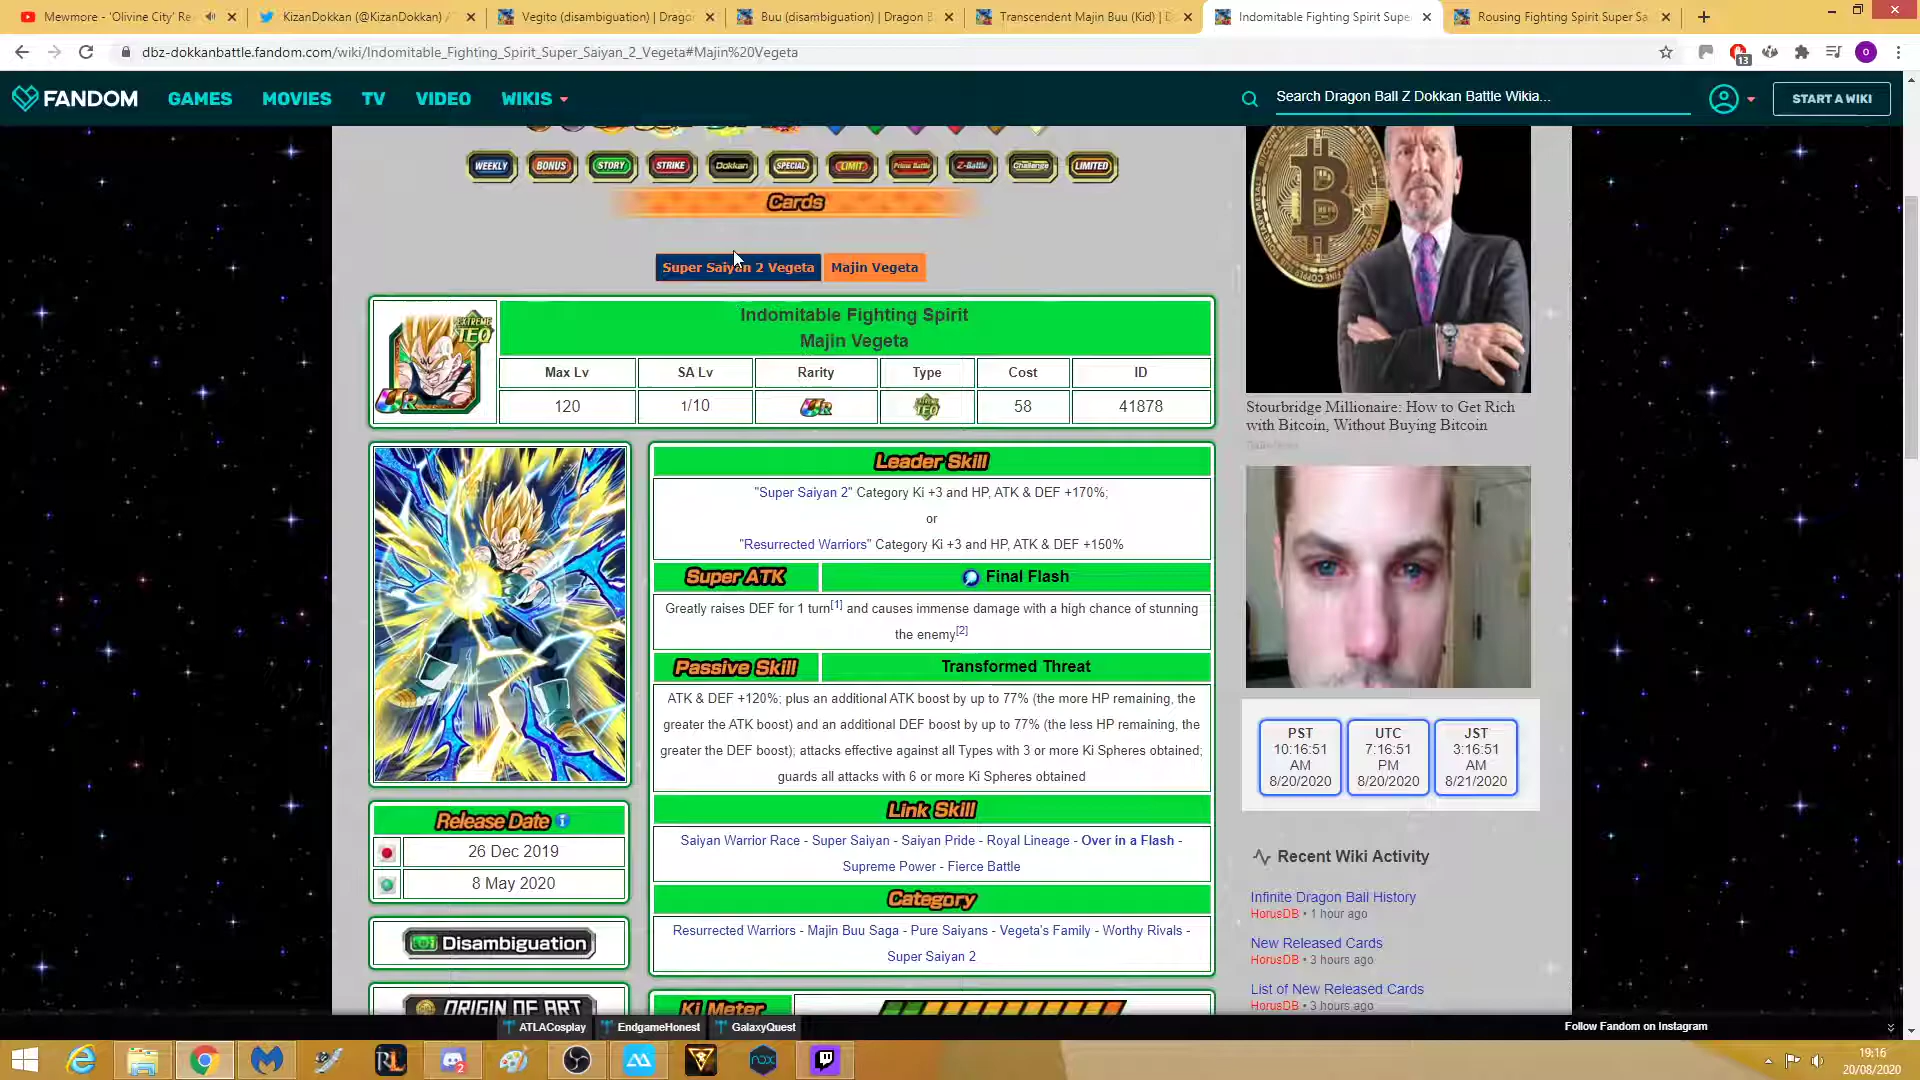 Mewmore - 'Olivine City' Re
KizanDokkan (@KizanDokkan) /
Vegito (disambiguation) | Drago
Buu (disambiguation) | Dragon B
Transcendent Majin Buu (Kid) | D
Indomitable Fighting Spirit Supe
Rousing Fighting Spirit Super Sa
dbz-dokkanbattle.fandom.com/wiki/Indomitable_Fighting_Spirit_Super_Saiyan_2_Vegeta#Majin%20Vegeta
13
o
FANDOM GAMES MOVIES TV VIDEO WIKIS
Search Dragon Ball Z Dokkan Battle Wikia...
START A WIKI
WEEKLY BONUS STORY STRIKE Dokkan SPECIAL LIMIT Prime Battle Z-Battle Challenge LIMITED
Cards
Super Saiyan 2 Vegeta Majin Vegeta
Indomitable Fighting Spirit
Majin Vegeta
EXTREME
TEQ
UR
Max Lv SA Lv Rarity Type Cost ID
120 1/10 UR EXTREME TEQ 58 41878
Leader Skill
"Super Saiyan 2" Category Ki +3 and HP, ATK & DEF +170%;
or
"Resurrected Warriors" Category Ki +3 and HP, ATK & DEF +150%
Super ATK Final Flash
Greatly raises DEF for 1 turn[1] and causes immense damage with a high chance of stunning
the enemy[2]
Passive Skill Transformed Threat
ATK & DEF +120%; plus an additional ATK boost by up to 77% (the more HP remaining, the
greater the ATK boost) and an additional DEF boost by up to 77% (the less HP remaining, the
greater the DEF boost); attacks effective against all Types with 3 or more Ki Spheres obtained;
guards all attacks with 6 or more Ki Spheres obtained
Link Skill
Saiyan Warrior Race - Super Saiyan - Saiyan Pride - Royal Lineage - Over in a Flash -
Supreme Power - Fierce Battle
Category
Resurrected Warriors - Majin Buu Saga - Pure Saiyans - Vegeta's Family - Worthy Rivals -
Super Saiyan 2
Ki Meter
Release Date
26 Dec 2019
8 May 2020
Disambiguation
ORIGIN OF ART
Stourbridge Millionaire: How to Get Rich
with Bitcoin, Without Buying Bitcoin
PST
10:16:51
AM
8/20/2020
UTC
7:16:51
PM
8/20/2020
JST
3:16:51
AM
8/21/2020
Recent Wiki Activity
Infinite Dragon Ball History
HorusDB • 1 hour ago
New Released Cards
HorusDB • 3 hours ago
List of New Released Cards
HorusDB • 3 hours ago
ATLACosplay EndgameHonest GalaxyQuest
Follow Fandom on Instagram
RL
2
nox
19:16
20/08/2020